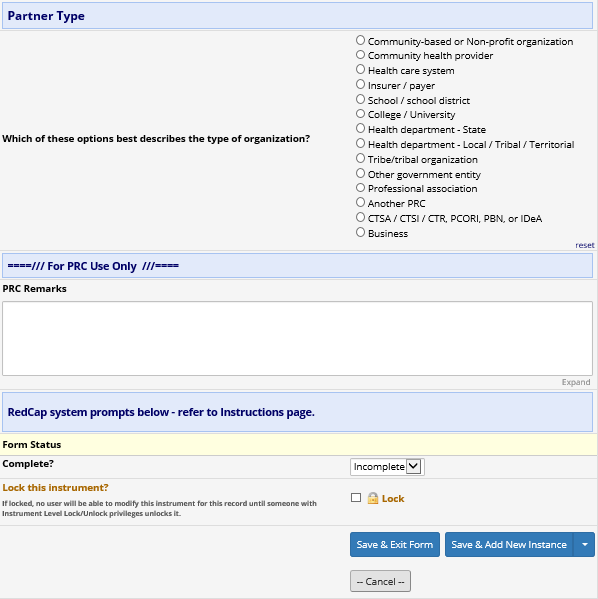 Partner Type
Which of these options best describes the type of organization?
Community-based or Non-profit organization
Community health provider
Health care system
Insurer / payer
School / school district
College / University
Health department - State
Health department - Local / Tribal / Territorial
Tribe/tribal organization
Other government entity
Professional association
Another PRC
CTSA / CTSI / CTR, PCORI, PBN, or IDeA
Business
reset
====/// For PRC Use Only ///====
PRC Remarks
Expand
RedCap system prompts below - refer to Instructions page.
Form Status
Complete?
Incomplete
Lock this instrument?
If locked, no user will be able to modify this instrument for this record until someone with
Instrument Level Lock/Unlock privileges unlocks it.
Lock
Save & Exit Form
Save & Add New Instance
-- Cancel --